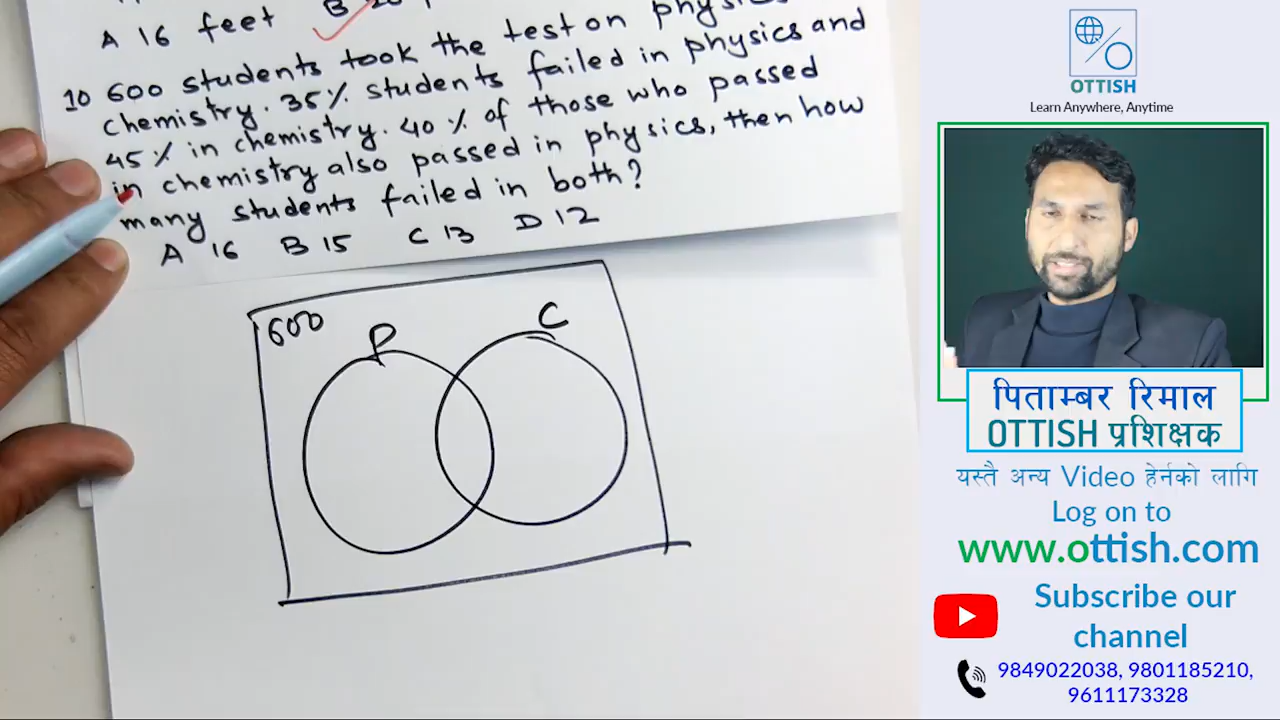 A 16 feet B
10 600 students took the test on physics
chemistry. 35% students failed in physics and
45% in chemistry. 40% of those who passed
in chemistry also passed in physics, then how
many students failed in both?
A 16 B 15 C 13 D 12
600
P
C
OTTISH
Learn Anywhere, Anytime
पिताम्बर रिमाल
OTTISH प्रशिक्षक
यस्तै अन्य Video हेर्नको लागि
Log on to
www.ottish.com
Subscribe our
channel
9849022038, 9801185210,
9611173328